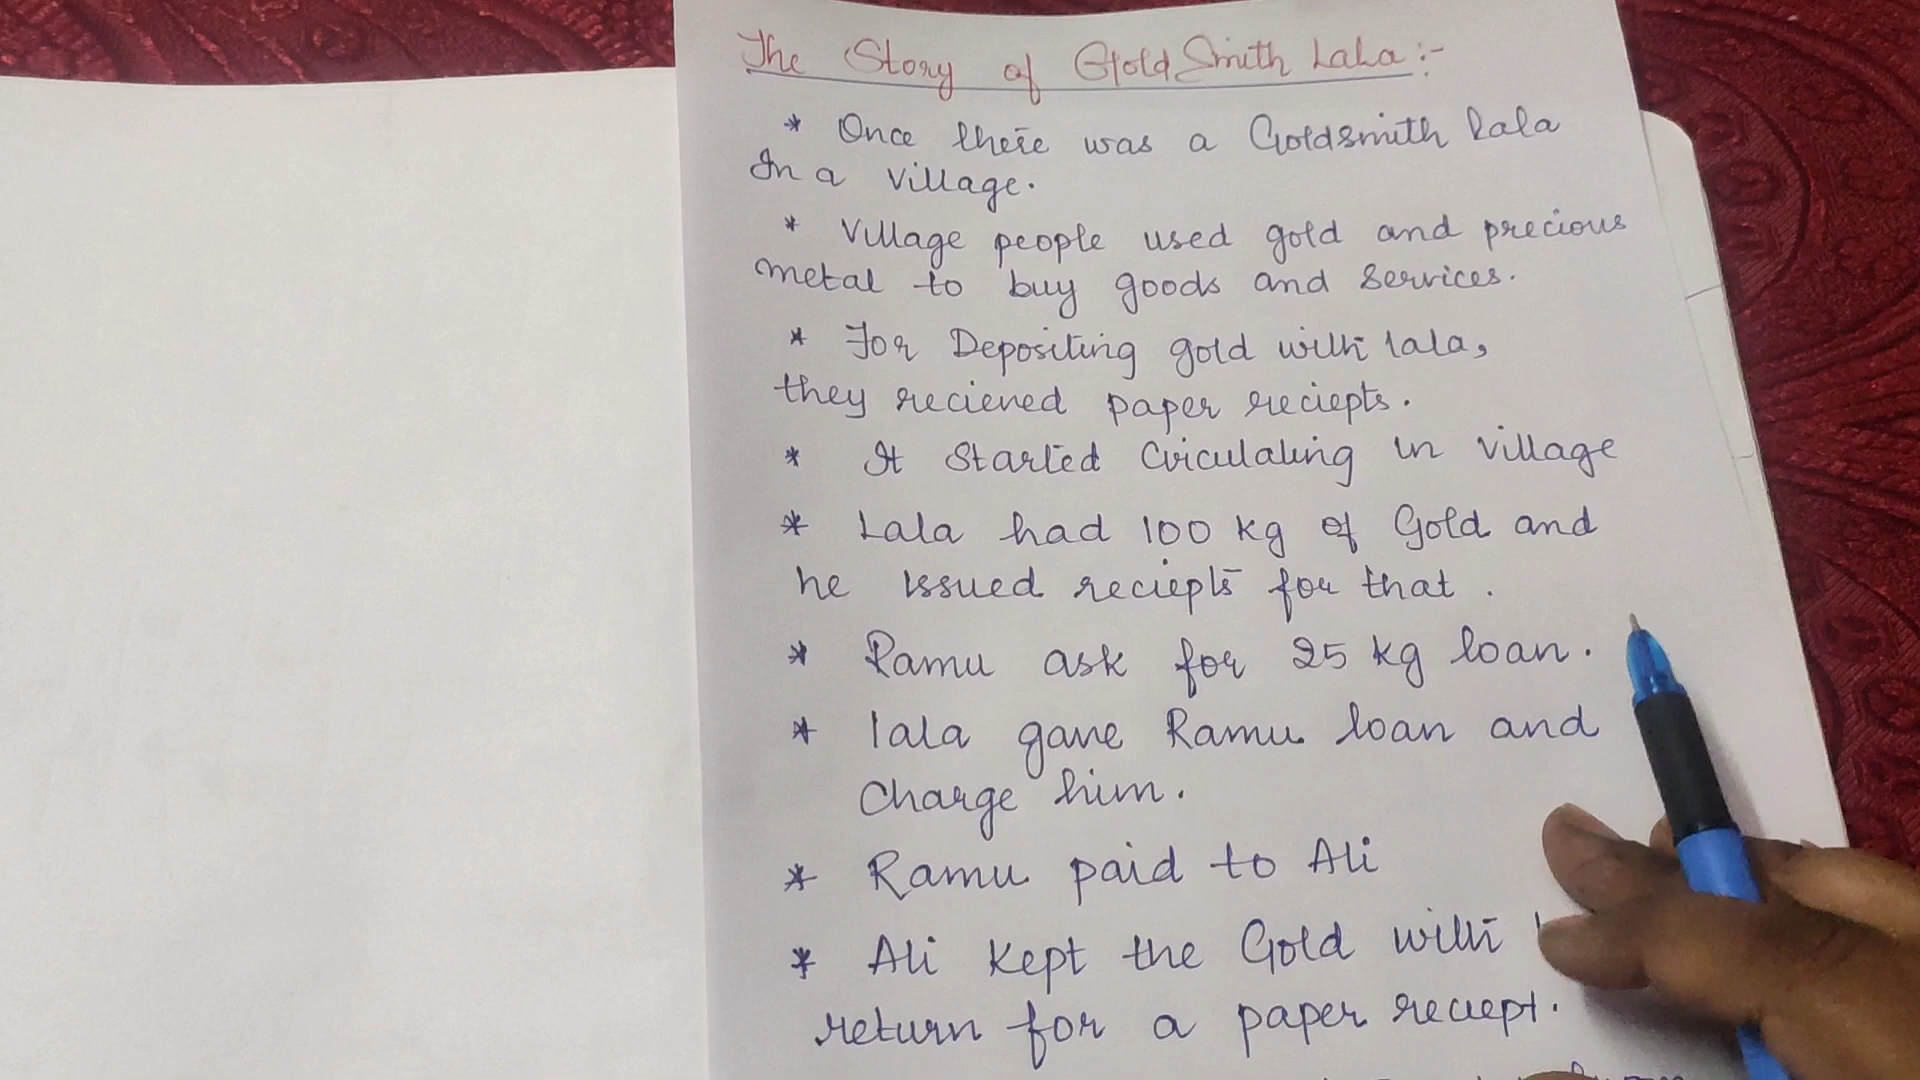 The Story of GoldSmith Lala :-
* Once there was a Goldsmith lala
In a village.
* Village people used gold and precious
metal to buy goods and services.
* For Depositing gold with lala,
they recieved paper reciepts.
* It Started Circulating in village
* Lala had 100 kg of Gold and
he issued reciepts for that .
* Ramu ask for 25 kg loan.
* lala gave Ramu loan and
Charge him.
* Ramu paid to Ali
* Ali kept the Gold with
return for a paper reciept.